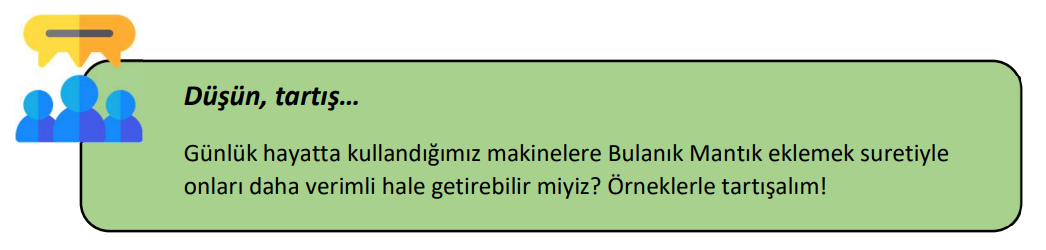 Düşün, tartış...
Günlük hayatta kullandığımız makinelere Bulanık Mantık eklemek suretiyle
onları daha verimli hale getirebilir miyiz? Örneklerle tartışalım!